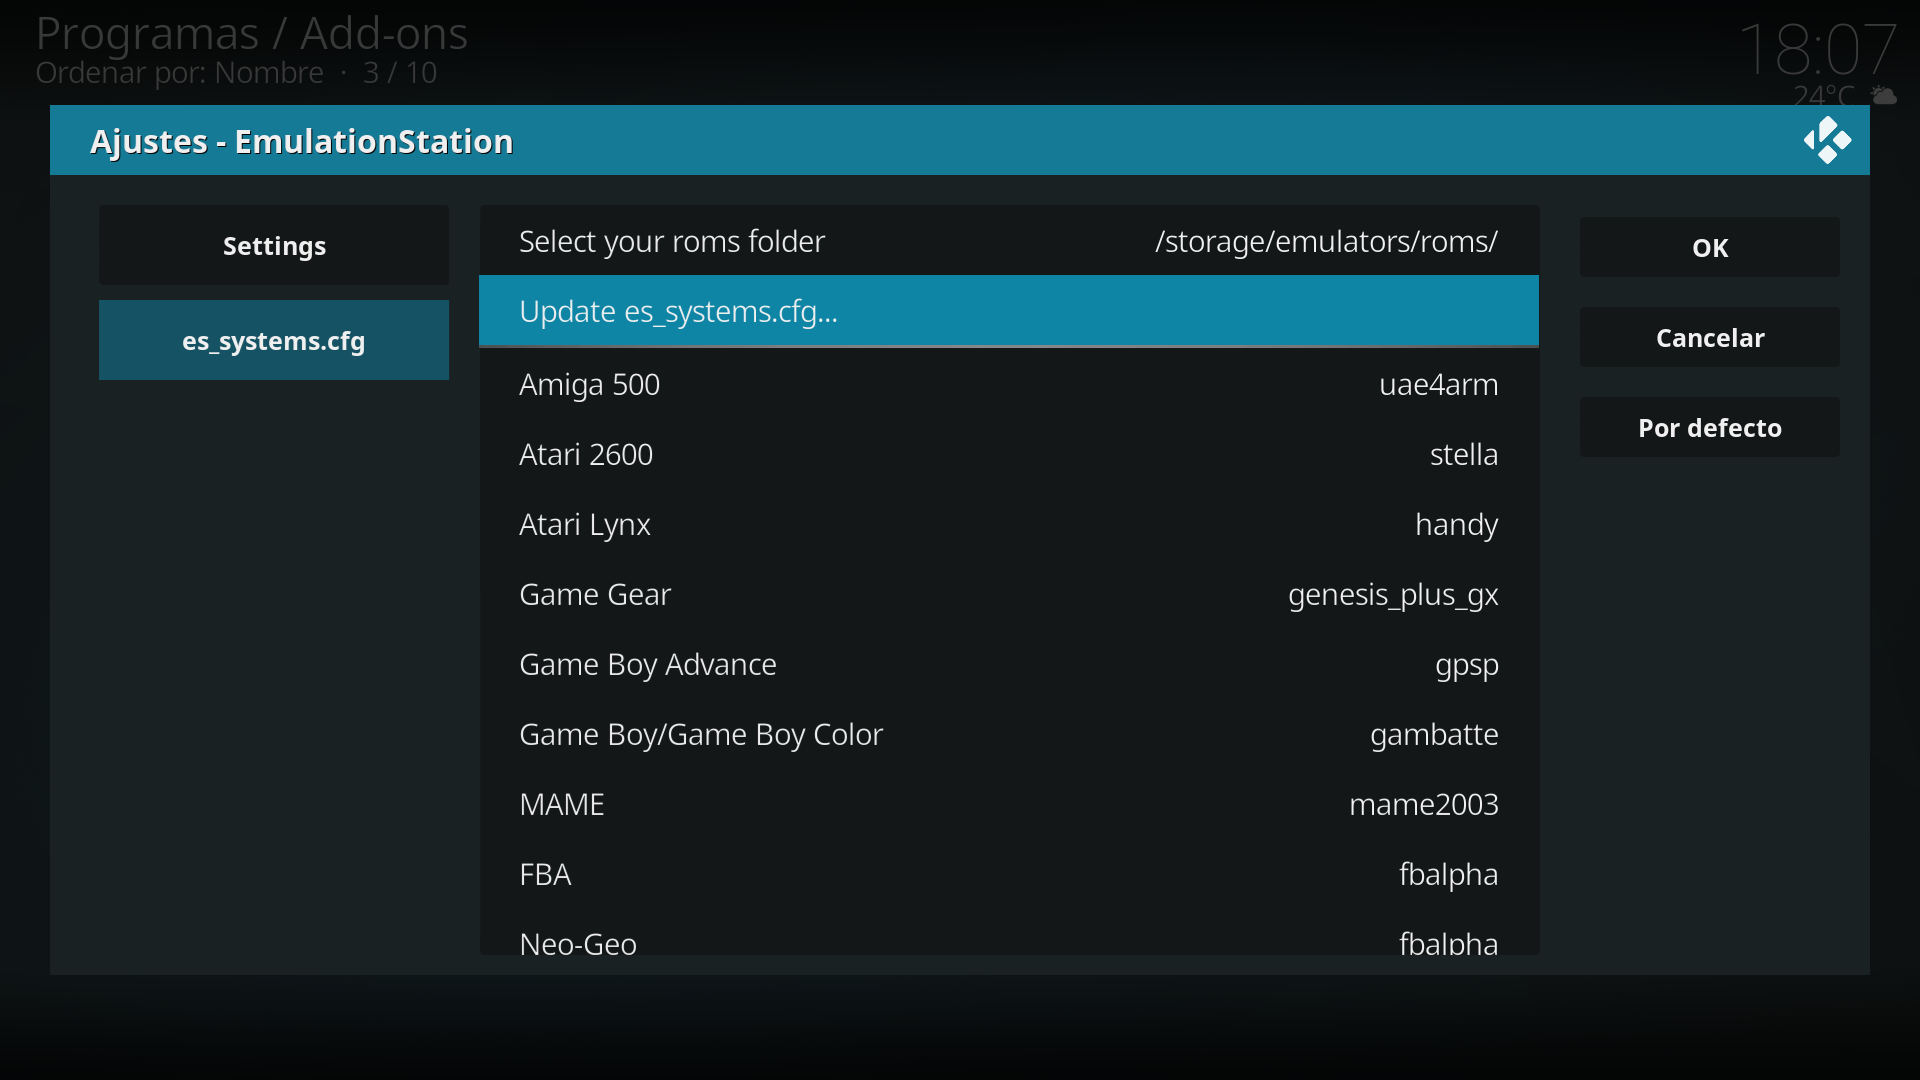 Programas / Add-ons
Ordenar por: Nombre · 3 / 10
18:07
24°C
Ajustes - EmulationStation
Settings
es_systems.cfg
Select your roms folder /storage/emulators/roms/
Update es_systems.cfg...
Amiga 500 uae4arm
Atari 2600 stella
Atari Lynx handy
Game Gear genesis_plus_gx
Game Boy Advance gpsp
Game Boy/Game Boy Color gambatte
MAME mame2003
FBA fbalpha
Neo-Geo fbalpha
OK
Cancelar
Por defecto